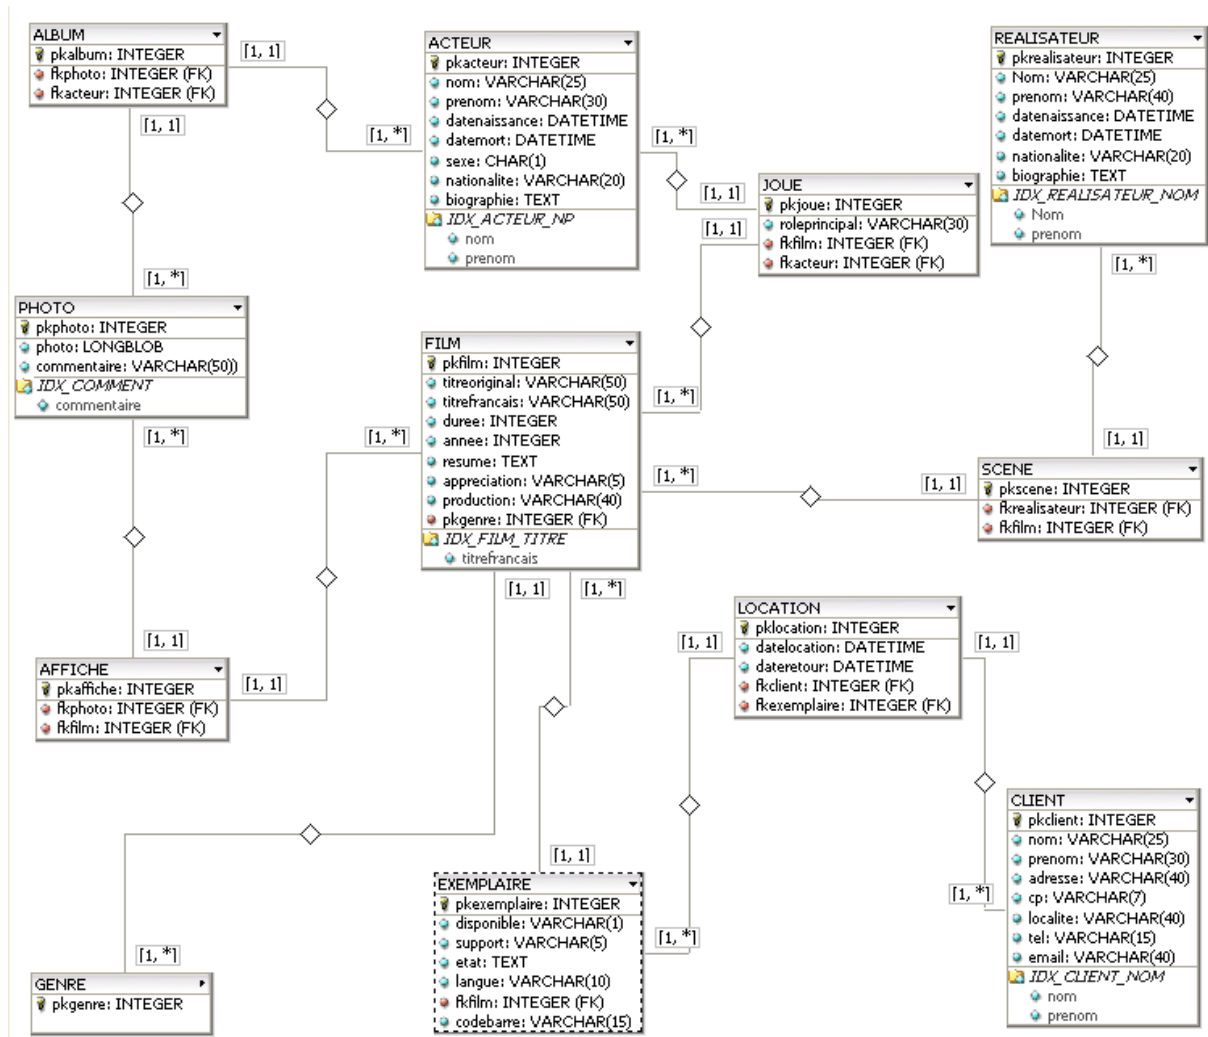 ALBUM
pkalbum: INTEGER
fkphoto: INTEGER (FK)
fkacteur: INTEGER (FK)
[1, 1]
[1, 1]
[1, *]
ACTEUR
pkacteur: INTEGER
nom: VARCHAR(25)
prenom: VARCHAR(30)
datenaissance: DATETIME
datemort: DATETIME
sexe: CHAR(1)
nationalite: VARCHAR(20)
biographie: TEXT
IDX_ACTEUR_NP
nom
prenom
[1, *]
[1, 1]
[1, 1]
JOUE
pkjoue: INTEGER
roleprincipal: VARCHAR(30)
fkfilm: INTEGER (FK)
fkacteur: INTEGER (FK)
REALISATEUR
pkrealisateur: INTEGER
Nom: VARCHAR(25)
prenom: VARCHAR(40)
datenaissance: DATETIME
datemort: DATETIME
nationalite: VARCHAR(20)
biographie: TEXT
IDX_REALISATEUR_NOM
Nom
prenom
[1, *]
[1, *]
PHOTO
pkphoto: INTEGER
photo: LONGBLOB
commentaire: VARCHAR(50))
IDX_COMMENT
commentaire
[1, *]
[1, *]
FILM
pkfilm: INTEGER
titreoriginal: VARCHAR(50)
titrefrancais: VARCHAR(50)
duree: INTEGER
annee: INTEGER
resume: TEXT
appreciation: VARCHAR(5)
production: VARCHAR(40)
pkgenre: INTEGER (FK)
IDX_FILM_TITRE
titrefrancais
[1, *]
[1, *]
[1, 1]
[1, 1]
SCENE
pkscene: INTEGER
fkrealisateur: INTEGER (FK)
fkfilm: INTEGER (FK)
[1, 1]
[1, *]
[1, 1]
AFFICHE
pkaffiche: INTEGER
fkphoto: INTEGER (FK)
fkfilm: INTEGER (FK)
[1, 1]
LOCATION
pklocation: INTEGER
datelocation: DATETIME
dateretour: DATETIME
fkclient: INTEGER (FK)
fkexemplaire: INTEGER (FK)
[1, 1]
[1, 1]
CLIENT
pkclient: INTEGER
nom: VARCHAR(25)
prenom: VARCHAR(30)
adresse: VARCHAR(40)
cp: VARCHAR(7)
localite: VARCHAR(40)
tel: VARCHAR(15)
email: VARCHAR(40)
IDX_CLIENT_NOM
nom
prenom
[1, *]
[1, 1]
EXEMPLAIRE
pkexemplaire: INTEGER
disponible: VARCHAR(1)
support: VARCHAR(5)
etat: TEXT
langue: VARCHAR(10)
fkfilm: INTEGER (FK)
codebarre: VARCHAR(15)
[1, *]
[1, *]
GENRE
pkgenre: INTEGER